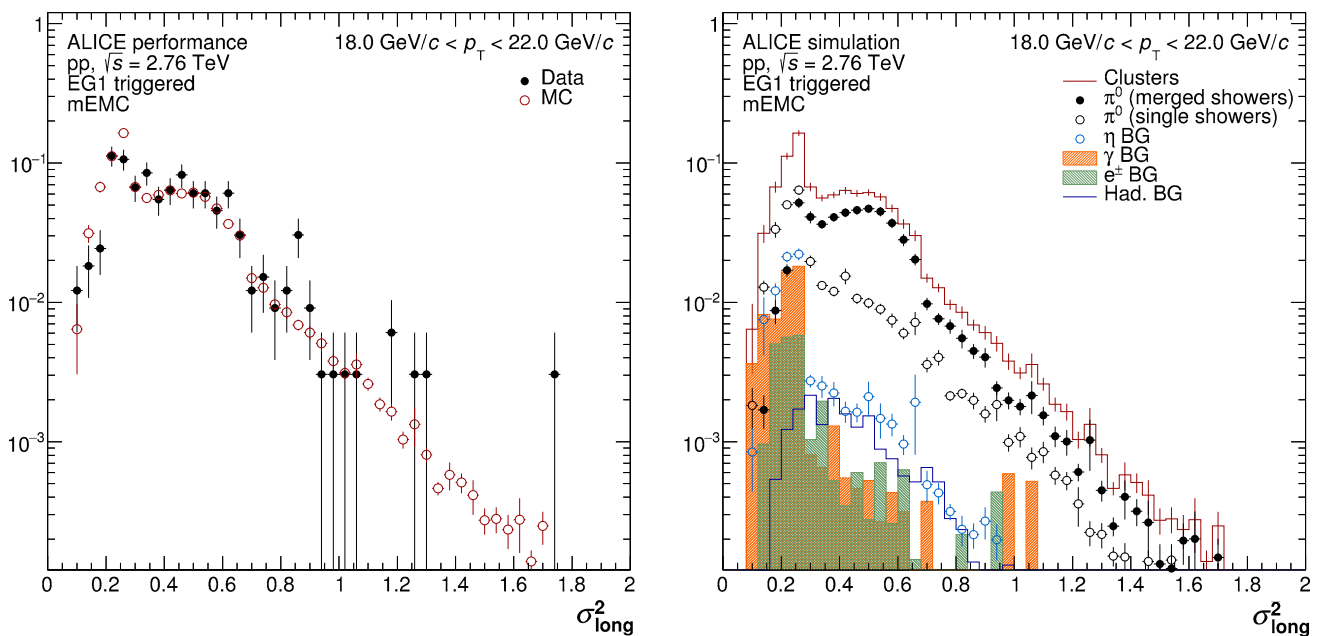 ALICE performance
18.0 GeV/c < pT < 22.0 GeV/c
pp, √s = 2.76 TeV
EG1 triggered
mEMC
Data
MC
1
10⁻¹
10⁻²
10⁻³
0 0.2 0.4 0.6 0.8 1 1.2 1.4 1.6 1.8 2
σ²long
ALICE simulation
18.0 GeV/c < pT < 22.0 GeV/c
pp, √s = 2.76 TeV
EG1 triggered
mEMC
Clusters
π⁰ (merged showers)
π⁰ (single showers)
η BG
γ BG
e± BG
Had. BG
1
10⁻¹
10⁻²
10⁻³
0 0.2 0.4 0.6 0.8 1 1.2 1.4 1.6 1.8 2
σ²long